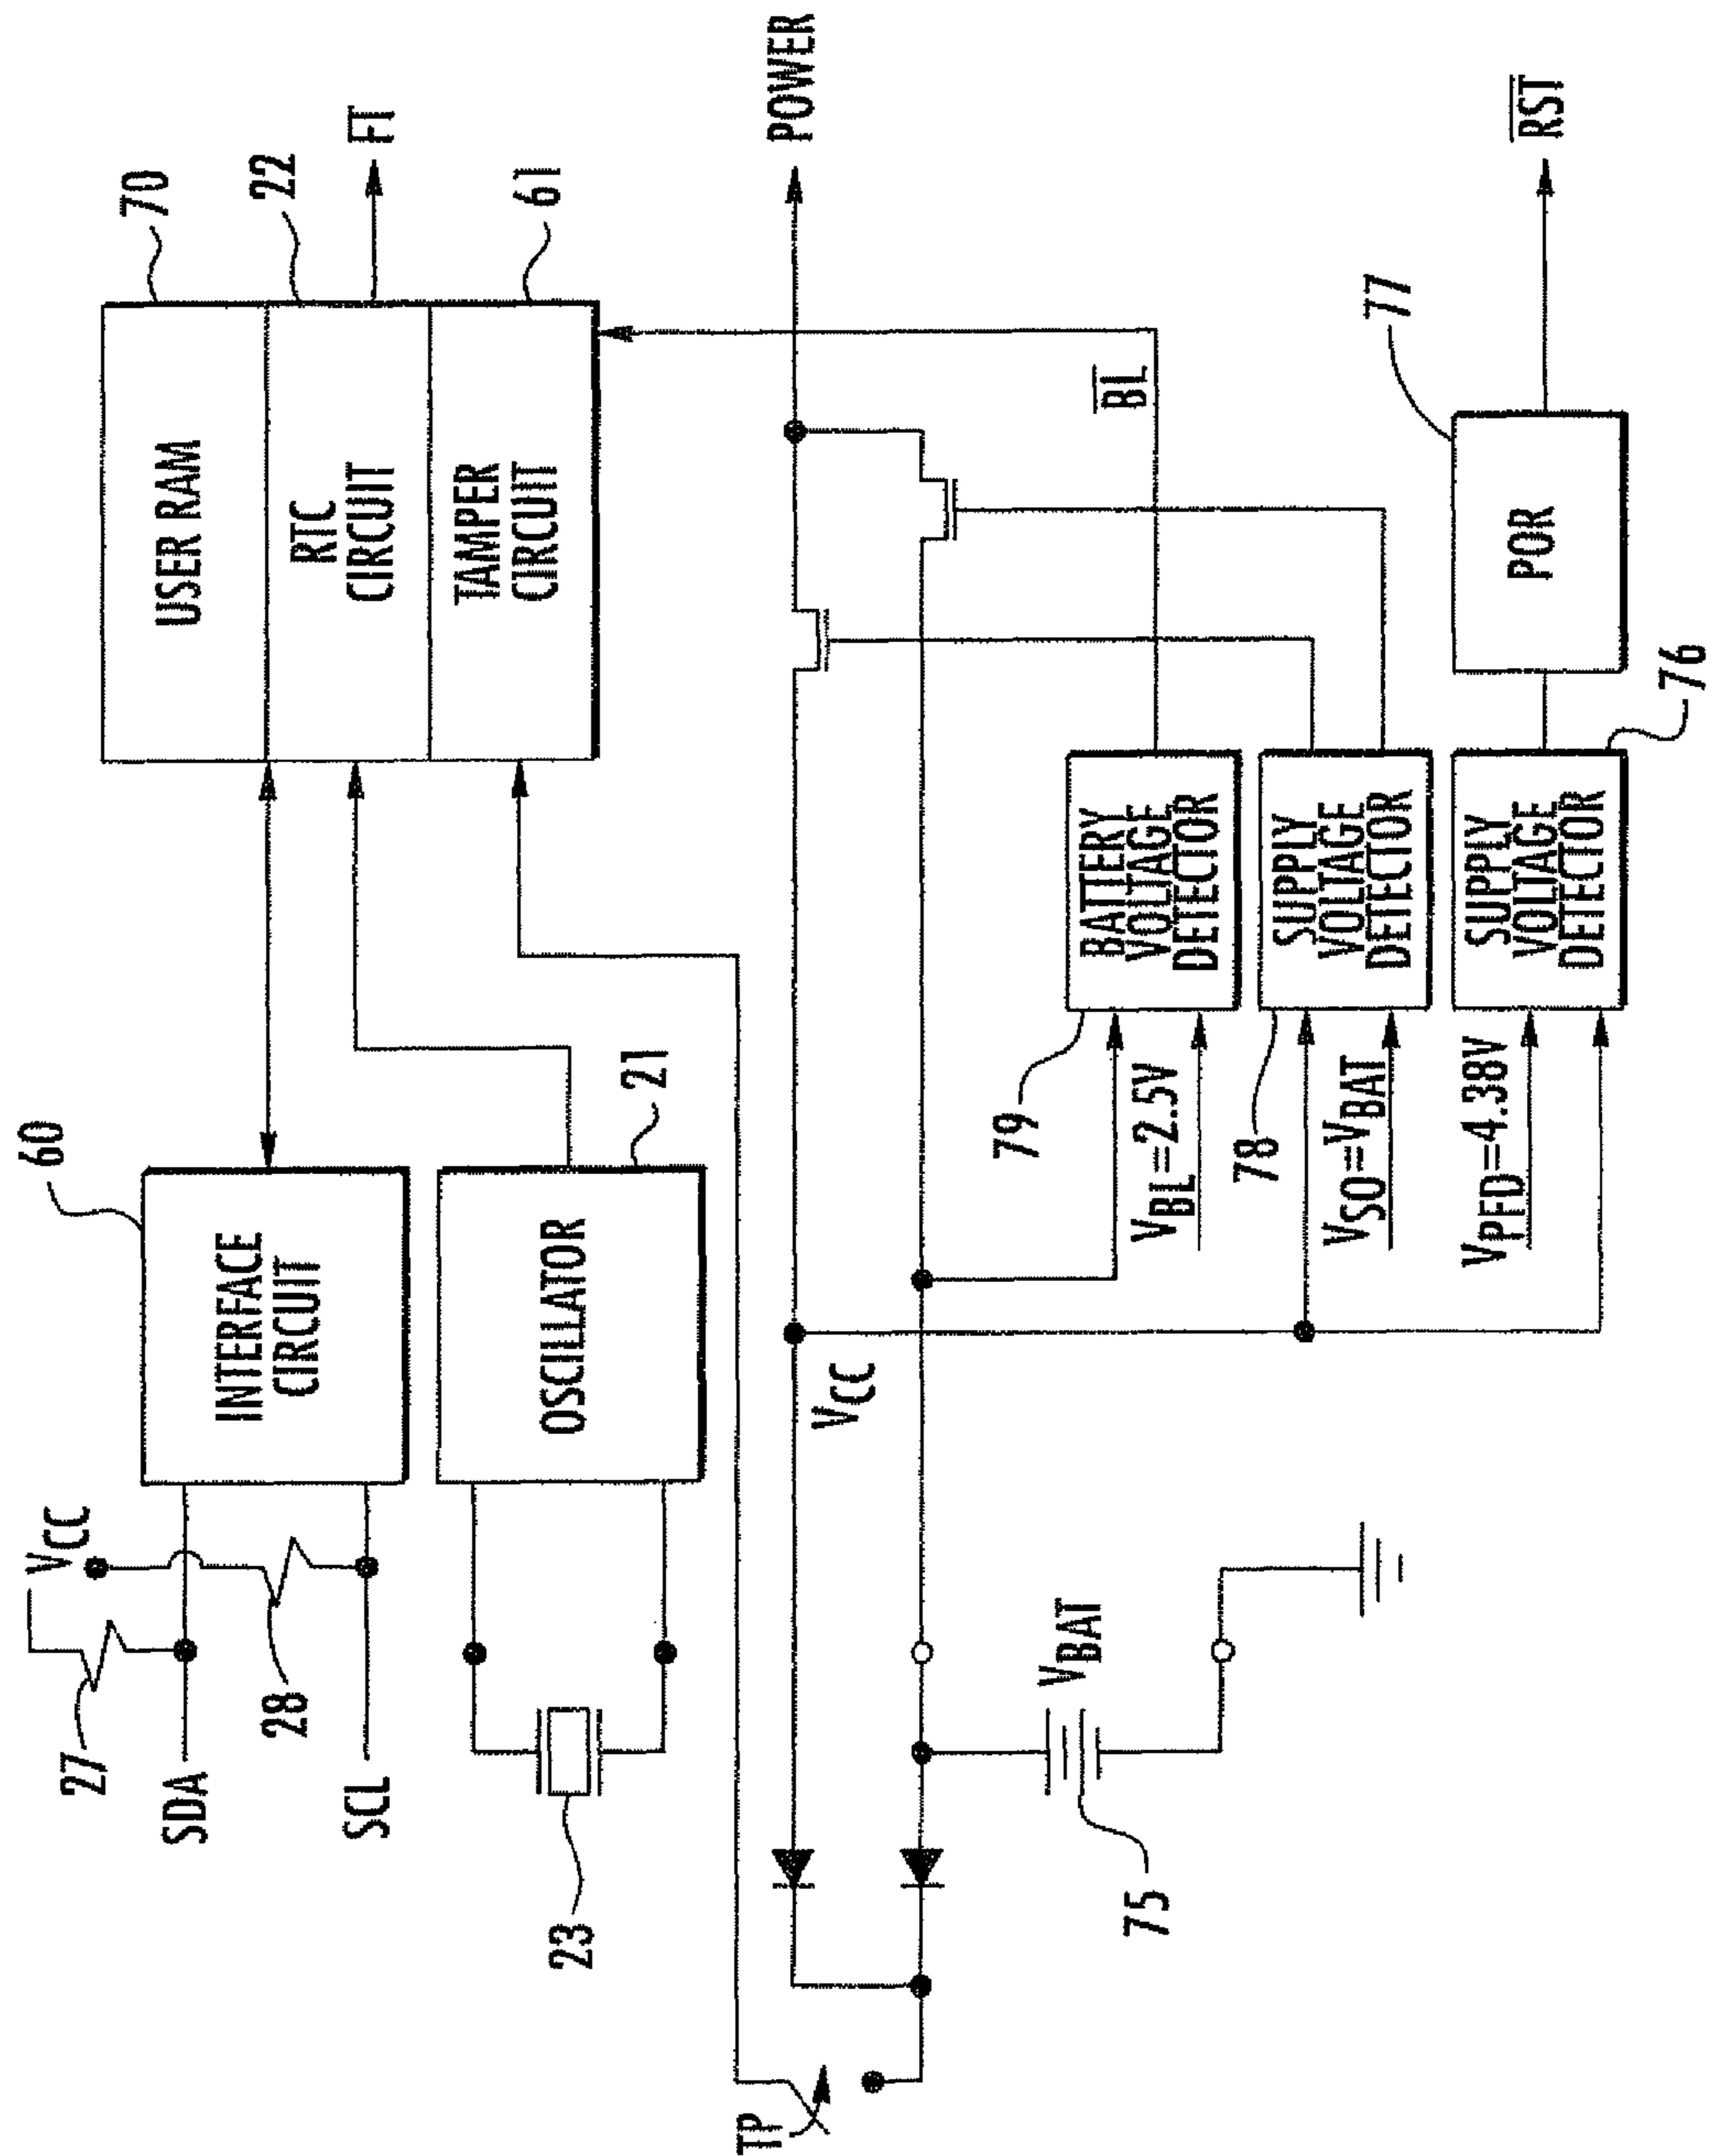 70
22
61
USER RAM
RTC
CIRCUIT
TAMPER
CIRCUIT
FT
60
INTERFACE
CIRCUIT
21
OSCILLATOR
VCC
27
28
SDA
SCL
23
TP
POWER
VCC
VBAT
75
BL
79
BATTERY
VOLTAGE
DETECTOR
VBL=2.5V
78
SUPPLY
VOLTAGE
DETECTOR
VSO=VBAT
76
SUPPLY
VOLTAGE
DETECTOR
VPFD=4.38V
77
POR
RST